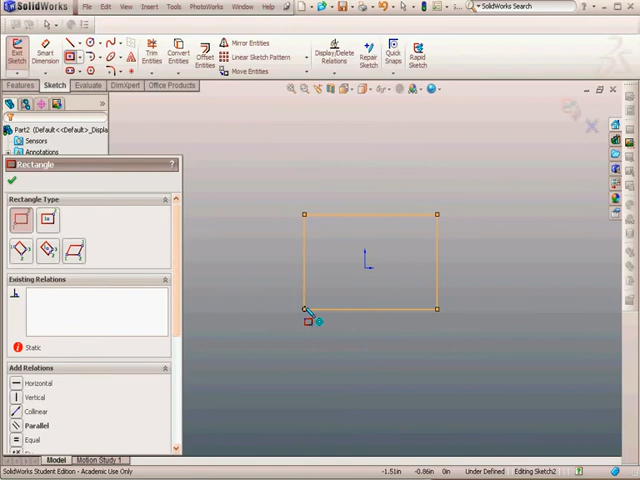 SolidWorks
File Edit View Insert Tools PhotoWorks Toolbox Window Help
SolidWorks Search
Exit Sketch
Smart Dimension
Trim Entities
Convert Entities
Offset Entities
Mirror Entities
Linear Sketch Pattern
Move Entities
Display/Delete Relations
Repair Sketch
Quick Snaps
Rapid Sketch
Features Sketch Evaluate DimXpert Office Products
Part2 (Default<<Default>_Displa
Sensors
Annotations
Rectangle ?
Rectangle Type
Existing Relations
Static
Add Relations
Horizontal
Vertical
Collinear
Parallel
Equal
Model Motion Study 1
SolidWorks Student Edition - Academic Use Only -1.51in -0.86in 0in Under Defined Editing Sketch2